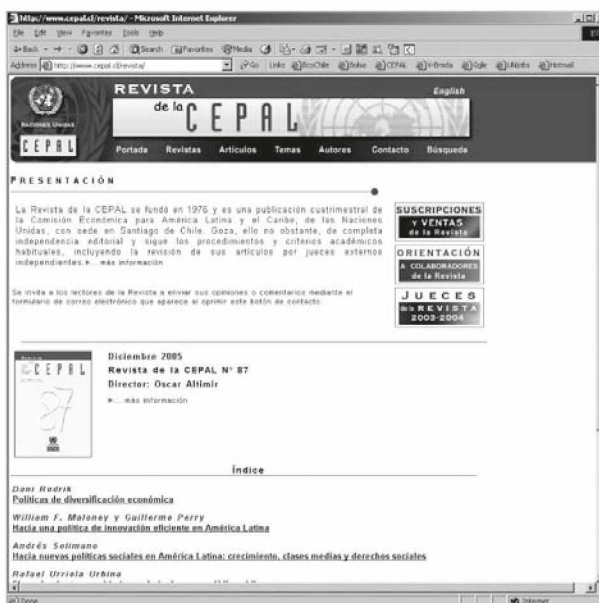 http://www.cepal.cl/revista/ - Microsoft Internet Explorer
File Edit View Favorites Tools Help
Back Search Favorites Media
Address http://www.cepal.cl/revista/ Go Links
REVISTA
de la CEPAL
English
NACIONES UNIDAS
CEPAL
Portada Revistas Artículos Temas Autores Contacto Búsqueda
PRESENTACIÓN
La Revista de la CEPAL se fundó en 1976 y es una publicación cuatrimestral de
la Comisión Económica para América Latina y el Caribe, de las Naciones
Unidas, con sede en Santiago de Chile. Goza, ello no obstante, de completa
independencia editorial y sigue los procedimientos y criterios académicos
habituales, incluyendo la revisión de sus artículos por jueces externos
independientes. ... más información
Se invita a los lectores de la Revista a enviar sus opiniones o comentarios mediante el
formulario de correo electrónico que aparece al oprimir este botón de contacto.
SUSCRIPCIONES
Y VENTAS
de la Revista
ORIENTACIÓN
A COLABORADORES
de la Revista
JUECES
de la REVISTA
2003-2004
CEPAL
87
Diciembre 2005
Revista de la CEPAL N° 87
Director: Oscar Altimir
... más información
Índice
Dani Rodrik
Políticas de diversificación económica
William F. Maloney y Guillermo Perry
Hacia una política de innovación eficiente en América Latina
Andrés Solimano
Hacia nuevas políticas sociales en América Latina: crecimiento, clases medias y derechos sociales
Rafael Urriola Urbina
Done
Internet